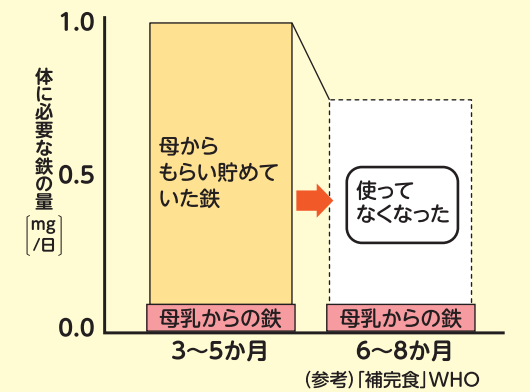 1.0
0.5
0.0
体に必要な鉄の量
mg
/日
母から
もらい貯めて
いた鉄
使って
なくなった
母乳からの鉄
母乳からの鉄
3〜5か月
6〜8か月
(参考)「補完食」WHO